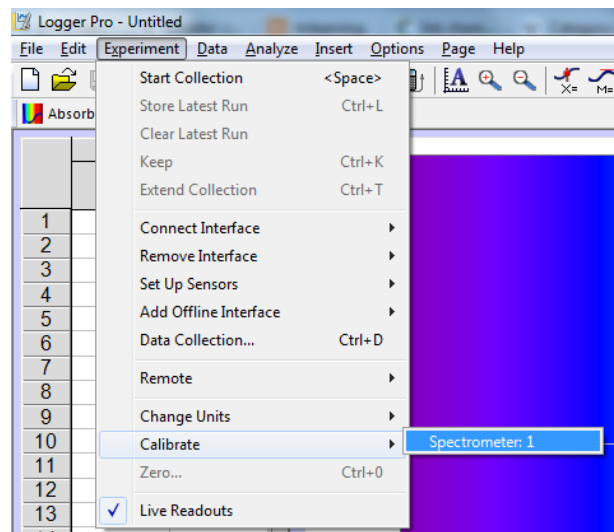 Logger Pro - Untitled
File Edit Experiment Data Analyze Insert Options Page Help
X= M=
Absorb
Start Collection <Space>
Store Latest Run Ctrl+L
Clear Latest Run
Keep Ctrl+K
Extend Collection Ctrl+T
1
Connect Interface
2
Remove Interface
3
Set Up Sensors
4
Add Offline Interface
5
Data Collection... Ctrl+D
6
7
Remote
8
9
Change Units
10
Calibrate
Spectrometer: 1
11
Zero... Ctrl+0
12
13
Live Readouts